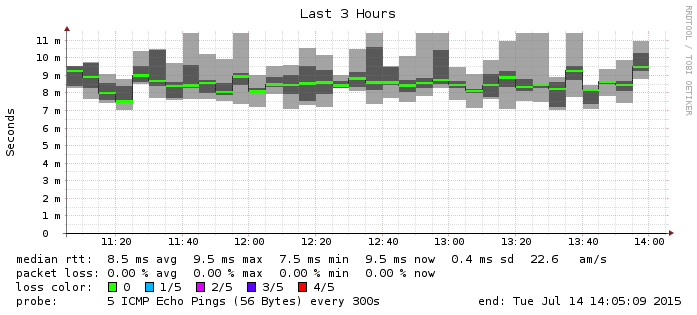 Last 3 Hours
RRDTOOL / TOBI OETIKER
Seconds
11 m
10 m
9 m
8 m
7 m
6 m
5 m
4 m
3 m
2 m
1 m
0
11:20 11:40 12:00 12:20 12:40 13:00 13:20 13:40 14:00
median rtt: 8.5 ms avg 9.5 ms max 7.5 ms min 9.5 ms now 0.4 ms sd 22.6 am/s
packet loss: 0.00 % avg 0.00 % max 0.00 % min 0.00 % now
loss color: 0 1/5 2/5 3/5 4/5
probe: 5 ICMP Echo Pings (56 Bytes) every 300s end: Tue Jul 14 14:05:09 2015